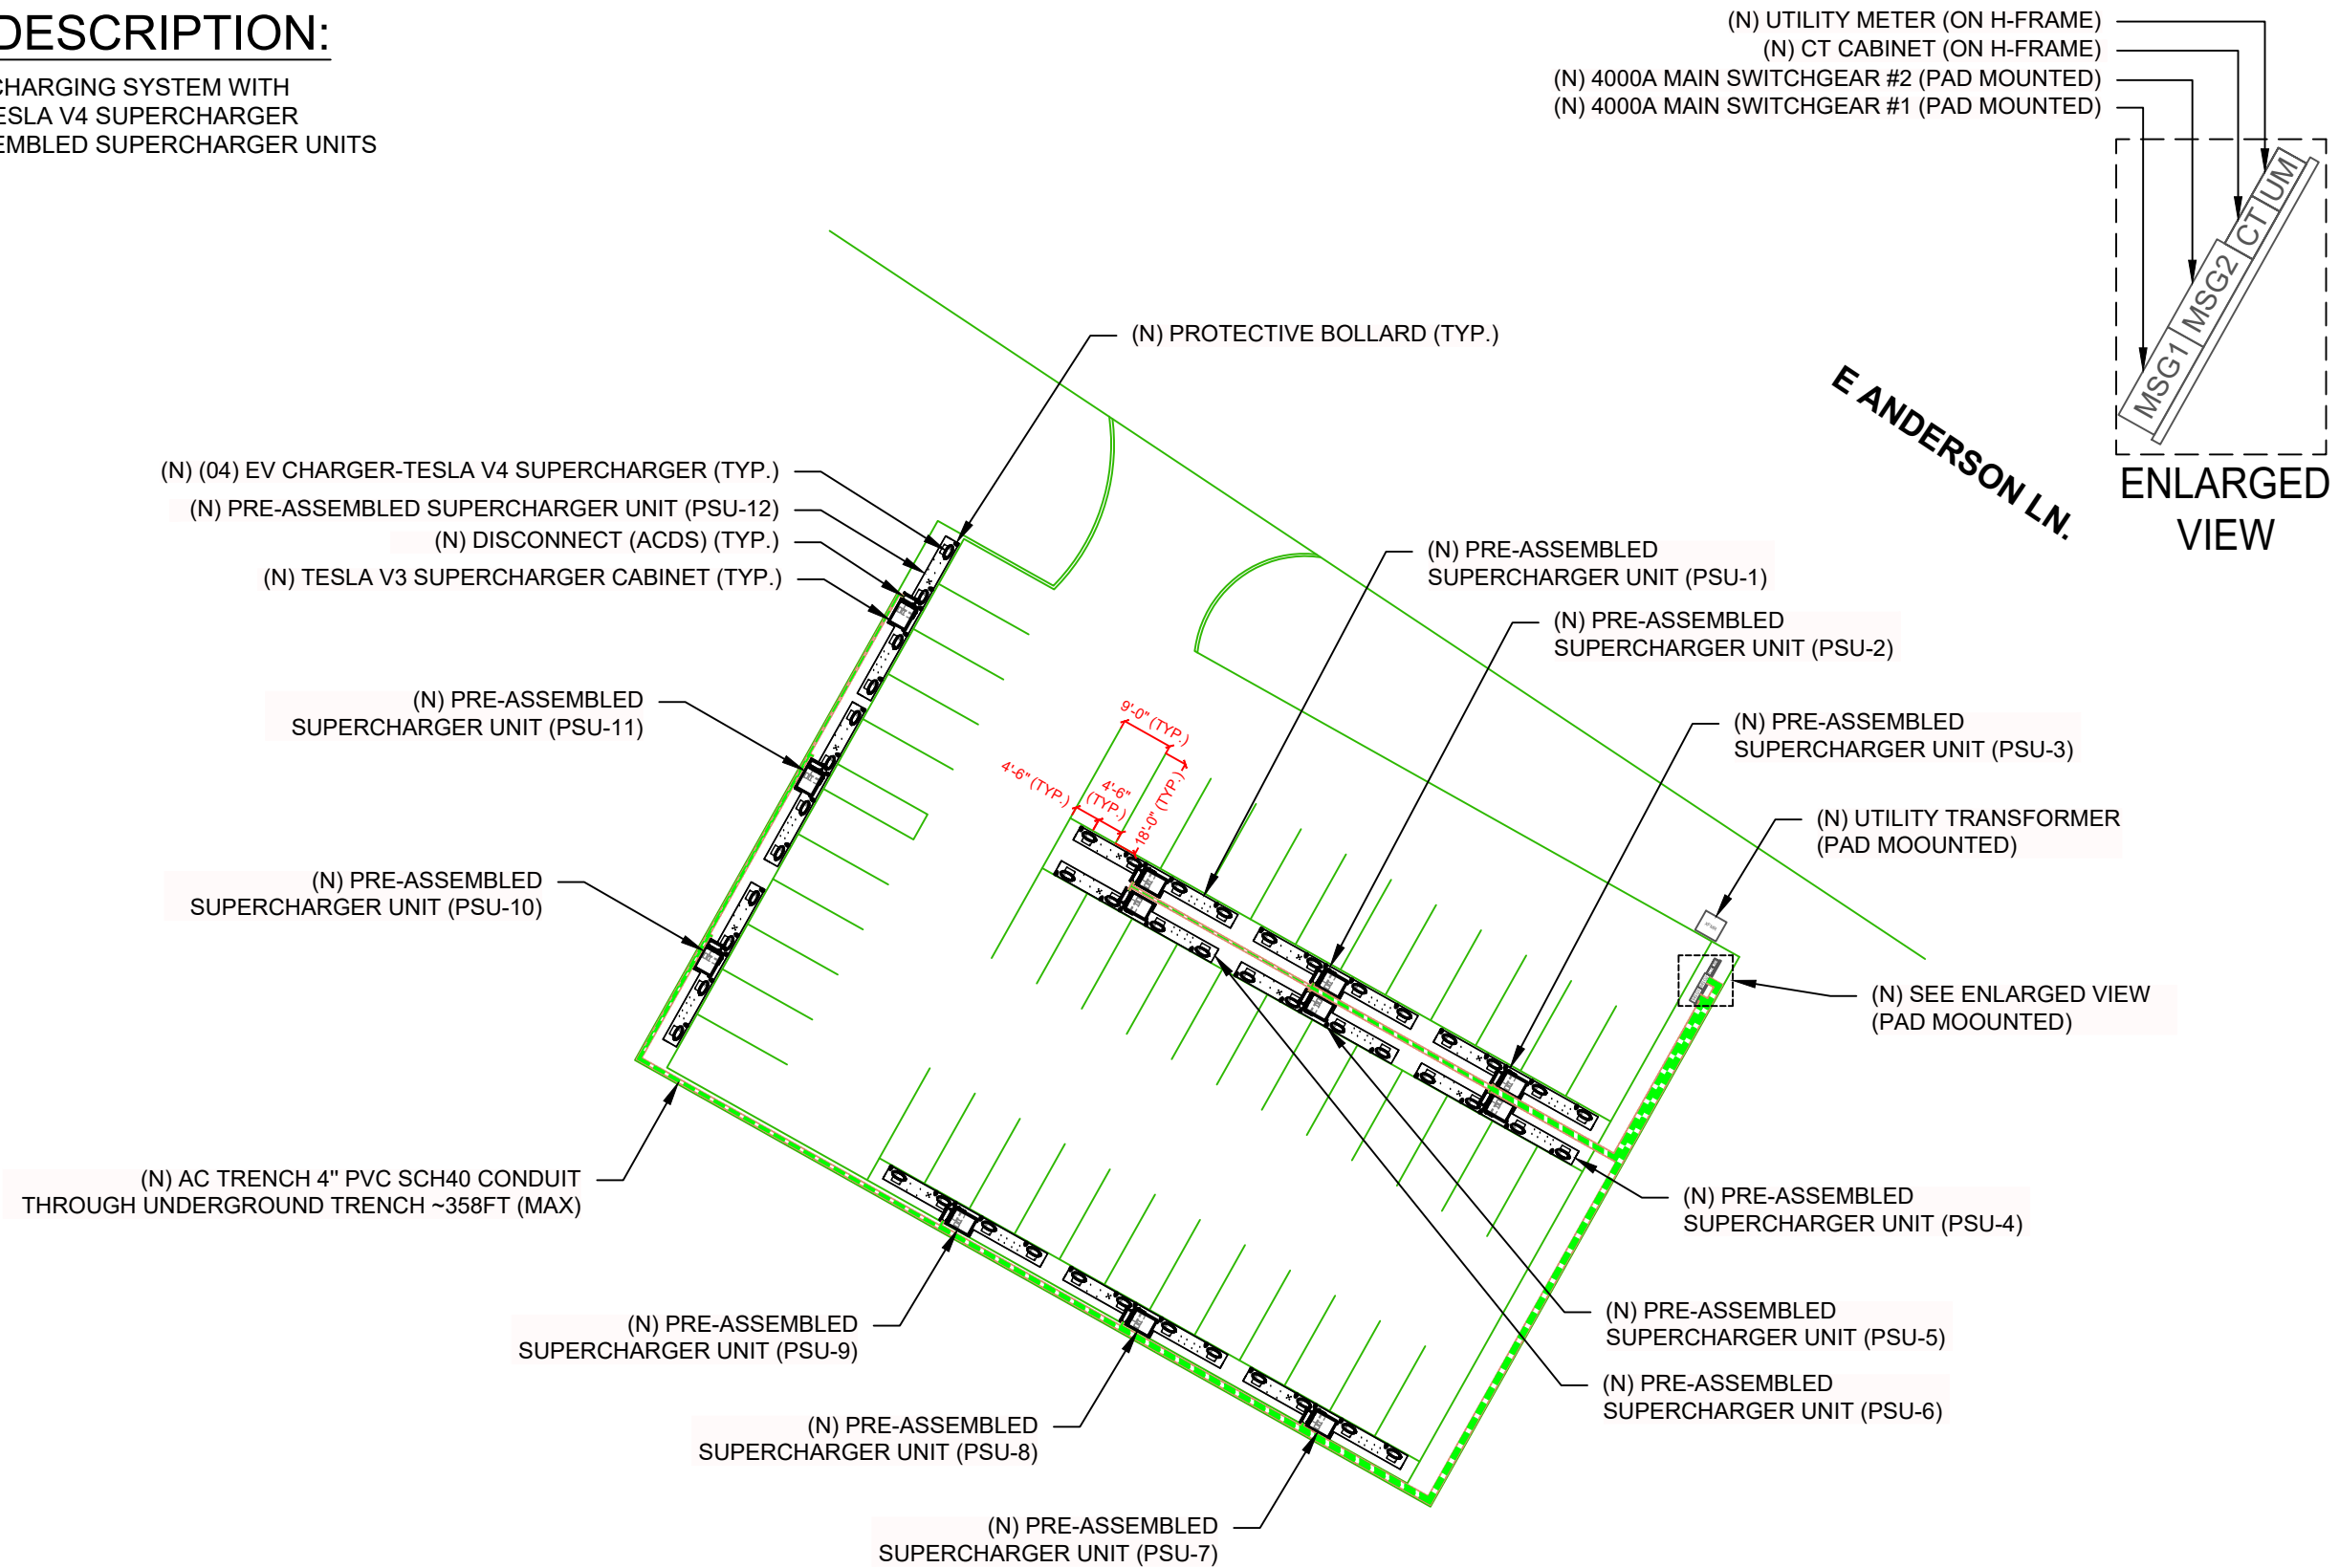 DESCRIPTION:
CHARGING SYSTEM WITH
ESLA V4 SUPERCHARGER
EMBLED SUPERCHARGER UNITS
(N) UTILITY METER (ON H-FRAME)
(N) CT CABINET (ON H-FRAME)
(N) 4000A MAIN SWITCHGEAR #2 (PAD MOUNTED)
(N) 4000A MAIN SWITCHGEAR #1 (PAD MOUNTED)
MSG1 MSG2 CT UM
ENLARGED
VIEW
E ANDERSON LN.
(N) PROTECTIVE BOLLARD (TYP.)
(N) (04) EV CHARGER-TESLA V4 SUPERCHARGER (TYP.)
(N) PRE-ASSEMBLED SUPERCHARGER UNIT (PSU-12)
(N) DISCONNECT (ACDS) (TYP.)
(N) TESLA V3 SUPERCHARGER CABINET (TYP.)
(N) PRE-ASSEMBLED
SUPERCHARGER UNIT (PSU-1)
(N) PRE-ASSEMBLED
SUPERCHARGER UNIT (PSU-2)
(N) PRE-ASSEMBLED
SUPERCHARGER UNIT (PSU-11)
(N) PRE-ASSEMBLED
SUPERCHARGER UNIT (PSU-3)
9'-0" (TYP.)
4'-6" (TYP.)
4'-6"
(TYP.)
18'-0" (TYP.)
(N) UTILITY TRANSFORMER
(PAD MOOUNTED)
(N) PRE-ASSEMBLED
SUPERCHARGER UNIT (PSU-10)
(N) SEE ENLARGED VIEW
(PAD MOOUNTED)
(N) AC TRENCH 4" PVC SCH40 CONDUIT
THROUGH UNDERGROUND TRENCH ~358FT (MAX)
(N) PRE-ASSEMBLED
SUPERCHARGER UNIT (PSU-4)
(N) PRE-ASSEMBLED
SUPERCHARGER UNIT (PSU-5)
(N) PRE-ASSEMBLED
SUPERCHARGER UNIT (PSU-9)
(N) PRE-ASSEMBLED
SUPERCHARGER UNIT (PSU-6)
(N) PRE-ASSEMBLED
SUPERCHARGER UNIT (PSU-8)
(N) PRE-ASSEMBLED
SUPERCHARGER UNIT (PSU-7)